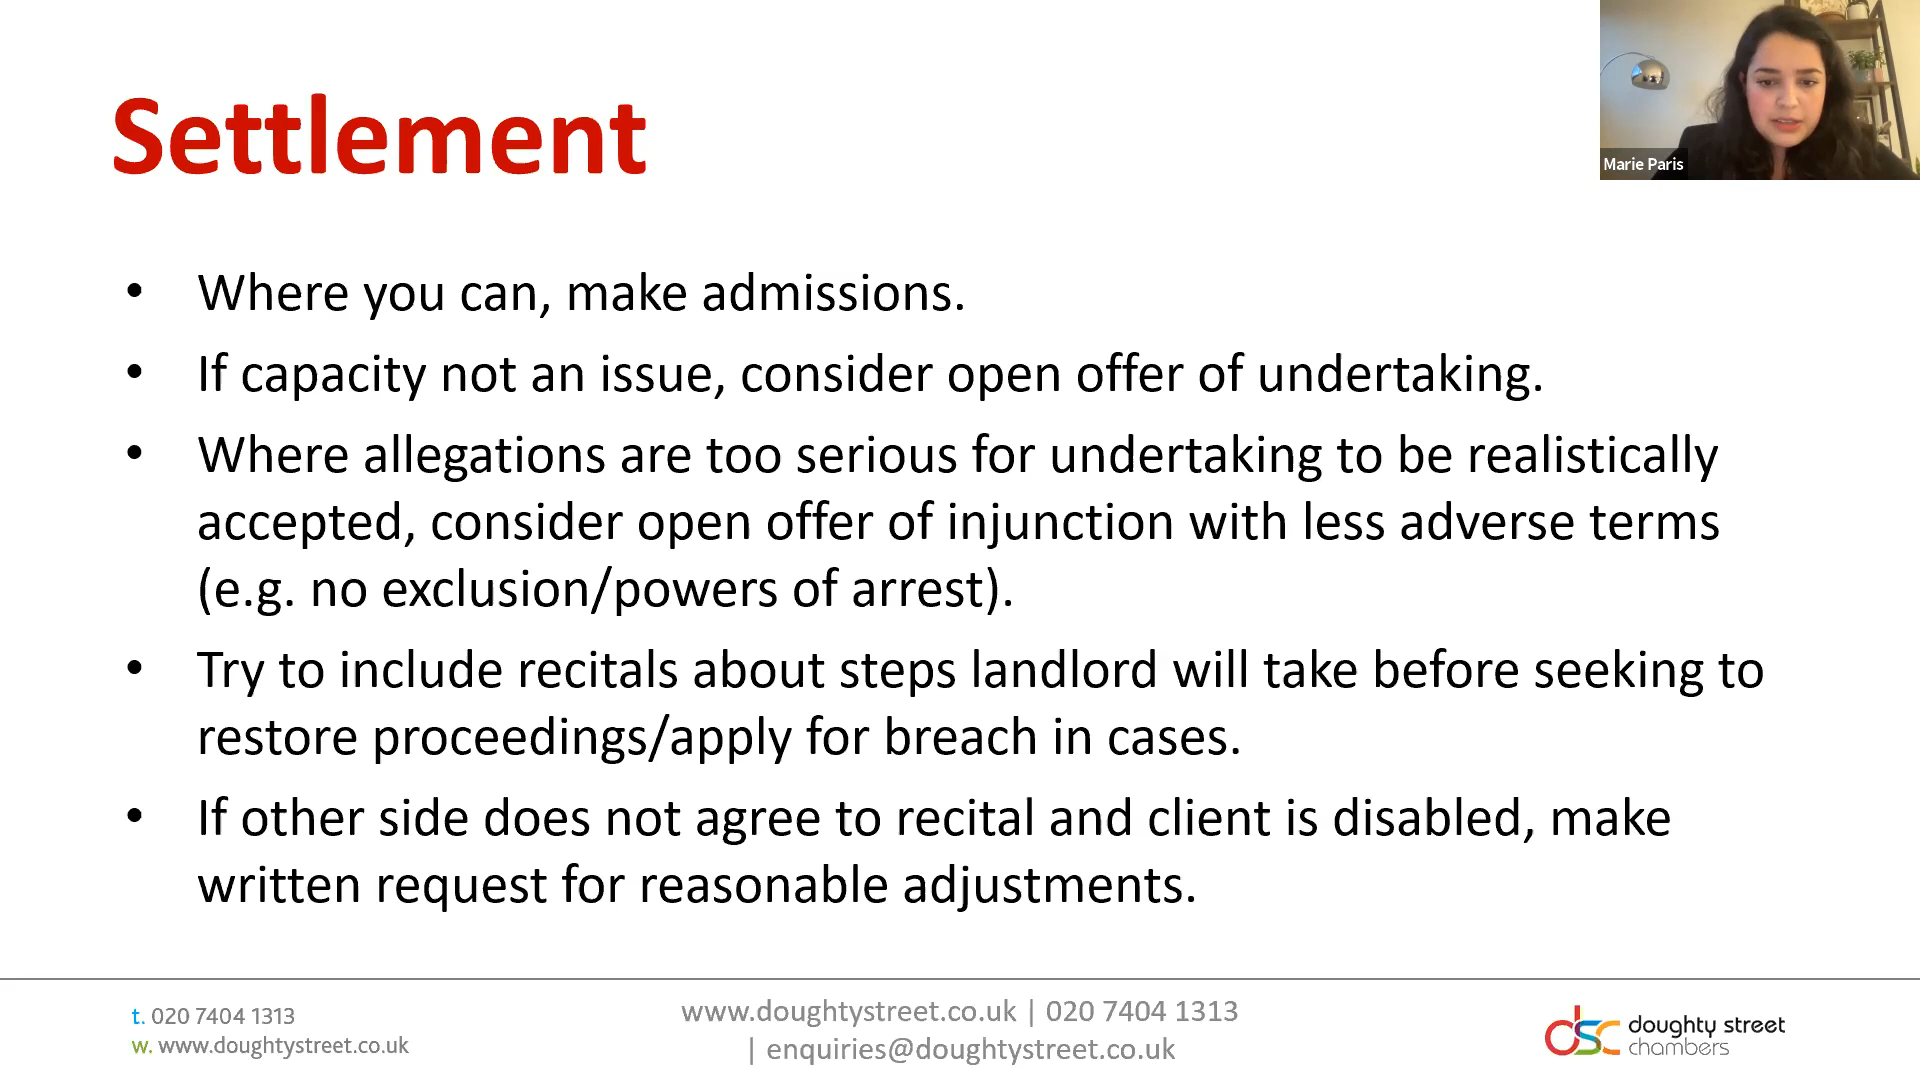 Settlement
Marie Paris
• Where you can, make admissions.
• If capacity not an issue, consider open offer of undertaking.
• Where allegations are too serious for undertaking to be realistically
accepted, consider open offer of injunction with less adverse terms
(e.g. no exclusion/powers of arrest).
• Try to include recitals about steps landlord will take before seeking to
restore proceedings/apply for breach in cases.
• If other side does not agree to recital and client is disabled, make
written request for reasonable adjustments.
t. 020 7404 1313
w. www.doughtystreet.co.uk
www.doughtystreet.co.uk | 020 7404 1313
| enquiries@doughtystreet.co.uk
dsc doughty street
chambers